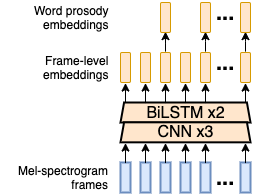 Word prosody
embeddings
...
Frame-level
embeddings
...
BiLSTM x2
CNN x3
Mel-spectrogram
frames
...